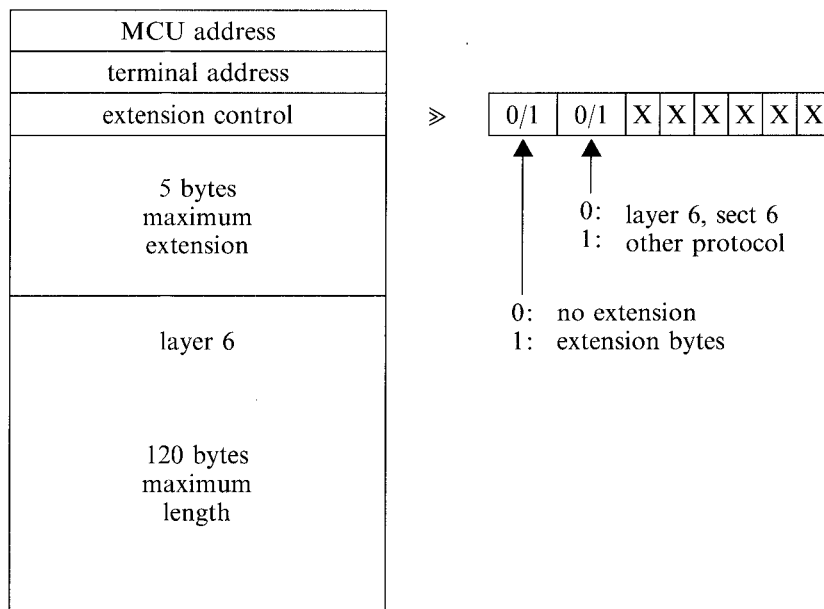 MCU address
terminal address
extension control
⩾ 0/1 0/1 X X X X X X
5 bytes
maximum
extension
0: layer 6, sect 6
1: other protocol
0: no extension
1: extension bytes
layer 6
120 bytes
maximum
length